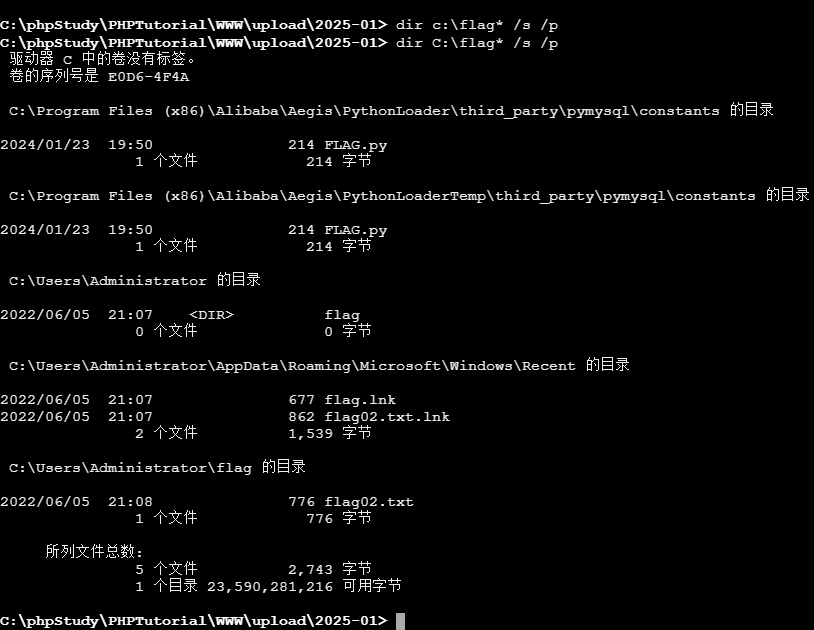 C:\phpStudy\PHPTutorial\WWW\upload\2025-01> dir c:\flag* /s /p
C:\phpStudy\PHPTutorial\WWW\upload\2025-01> dir C:\flag* /s /p
驱动器 C 中的卷没有标签。
卷的序列号是 E0D6-4F4A
C:\Program Files (x86)\Alibaba\Aegis\PythonLoader\third_party\pymysql\constants 的目录
2024/01/23  19:50               214 FLAG.py
1 个文件            214 字节
C:\Program Files (x86)\Alibaba\Aegis\PythonLoaderTemp\third_party\pymysql\constants 的目录
2024/01/23  19:50               214 FLAG.py
1 个文件            214 字节
C:\Users\Administrator 的目录
2022/06/05  21:07    <DIR>          flag
0 个文件              0 字节
C:\Users\Administrator\AppData\Roaming\Microsoft\Windows\Recent 的目录
2022/06/05  21:07               677 flag.lnk
2022/06/05  21:07               862 flag02.txt.lnk
2 个文件          1,539 字节
C:\Users\Administrator\flag 的目录
2022/06/05  21:08               776 flag02.txt
1 个文件            776 字节
所列文件总数:
5 个文件          2,743 字节
1 个目录 23,590,281,216 可用字节
C:\phpStudy\PHPTutorial\WWW\upload\2025-01>